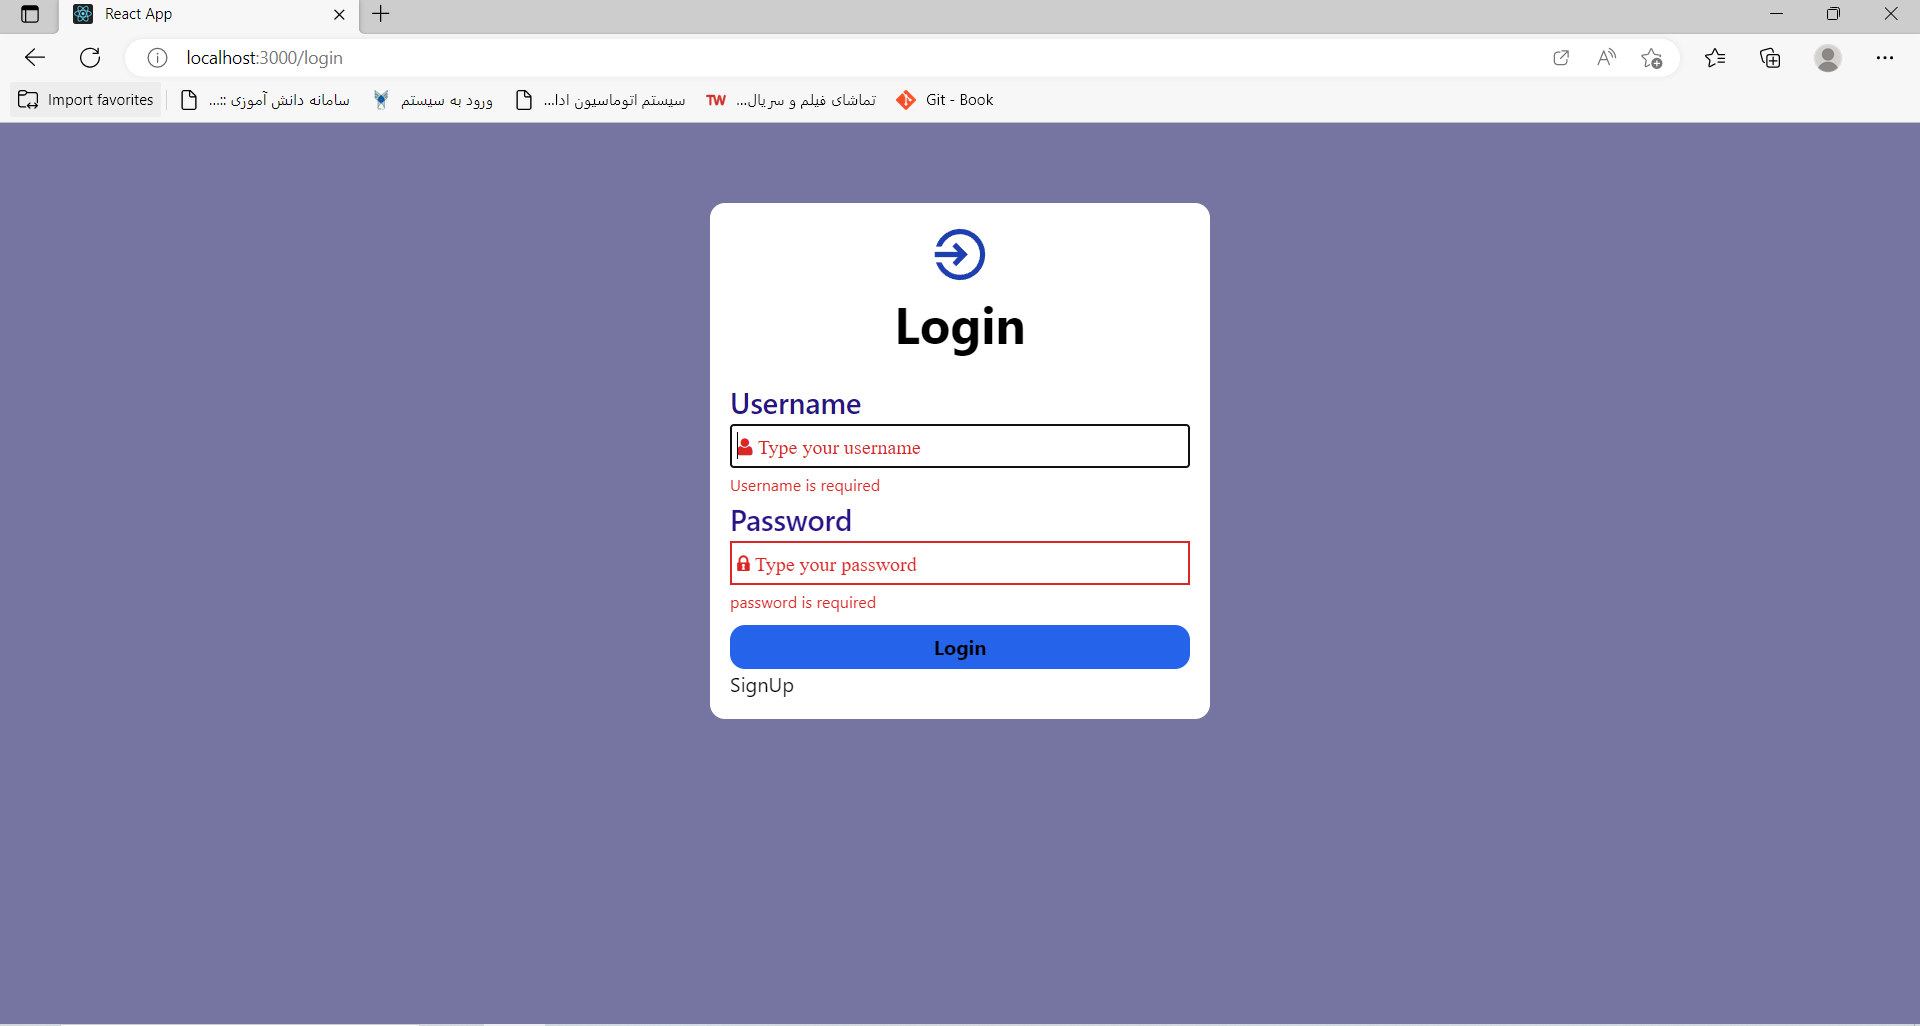 React App
localhost:3000/login
Import favorites
سامانه دانش آموزی ::...
ورود به سیستم
سیستم اتوماسیون ادا...
TW
تماشای فیلم و سریال...
Git - Book
Login
Username
Type your username
Username is required
Password
Type your password
password is required
Login
SignUp